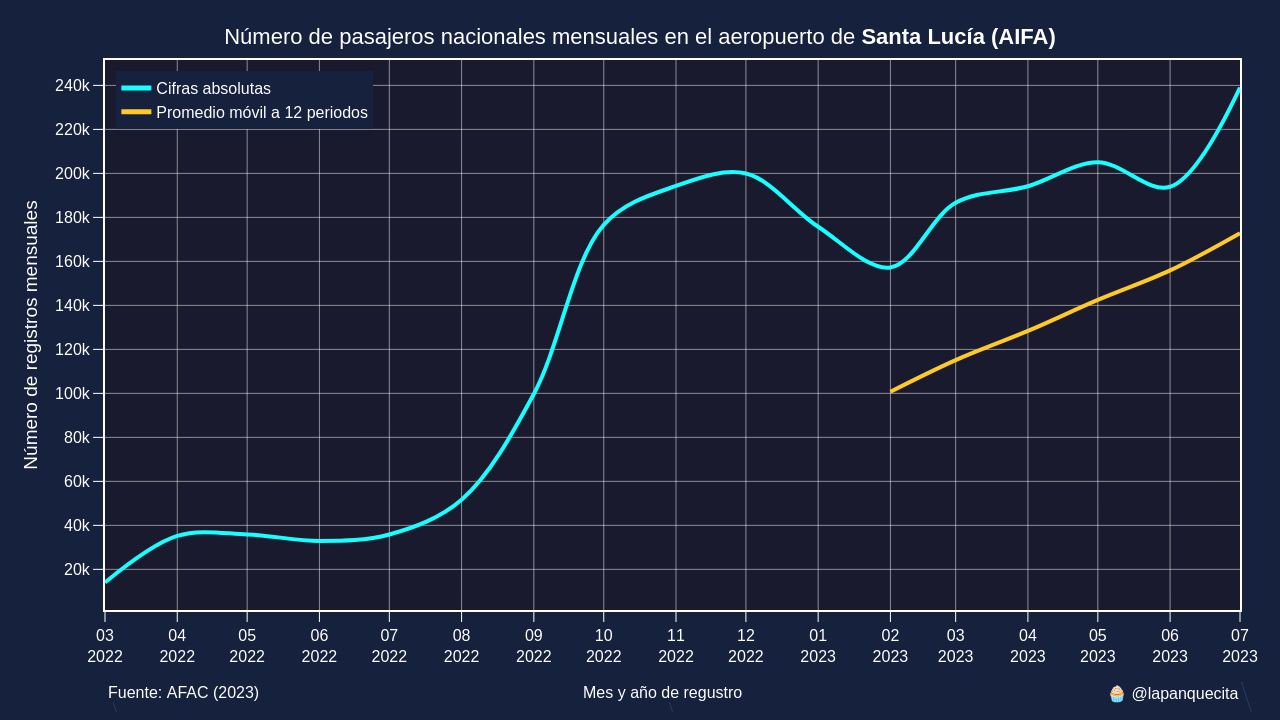 Número de pasajeros nacionales mensuales en el aeropuerto de Santa Lucía (AIFA)
Cifras absolutas
Promedio móvil a 12 periodos
Número de registros mensuales
240k
220k
200k
180k
160k
140k
120k
100k
80k
60k
40k
20k
03 04 05 06 07 08 09 10 11 12 01 02 03 04 05 06 07
2022 2022 2022 2022 2022 2022 2022 2022 2022 2022 2023 2023 2023 2023 2023 2023 2023
Fuente: AFAC (2023) Mes y año de regustro 🧁 @lapanquecita